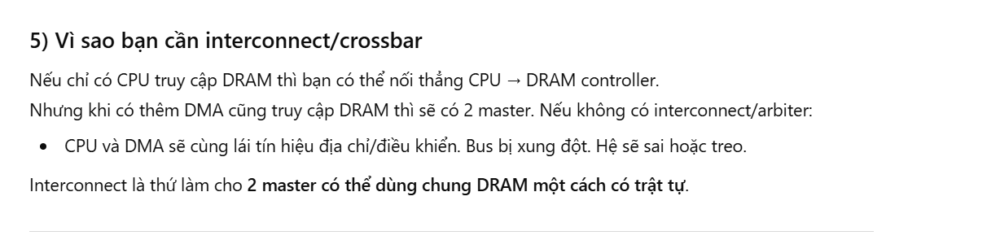 5) Vì sao bạn cần interconnect/crossbar
Nếu chỉ có CPU truy cập DRAM thì bạn có thể nối thẳng CPU → DRAM controller.
Nhưng khi có thêm DMA cũng truy cập DRAM thì sẽ có 2 master. Nếu không có interconnect/arbiter:
• CPU và DMA sẽ cùng lái tín hiệu địa chỉ/điều khiển. Bus bị xung đột. Hệ sẽ sai hoặc treo.
Interconnect là thứ làm cho 2 master có thể dùng chung DRAM một cách có trật tự.